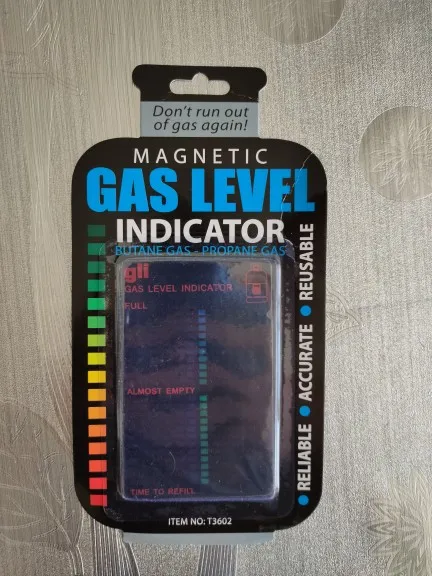 Don't run out
of gas again!
MAGNETIC
GAS LEVEL
INDICATOR
BUTANE GAS - PROPANE GAS
gli
GAS LEVEL INDICATOR
FULL
ALMOST EMPTY
TIME TO REFILL
RELIABLE • ACCURATE • REUSABLE
ITEM NO: T3602